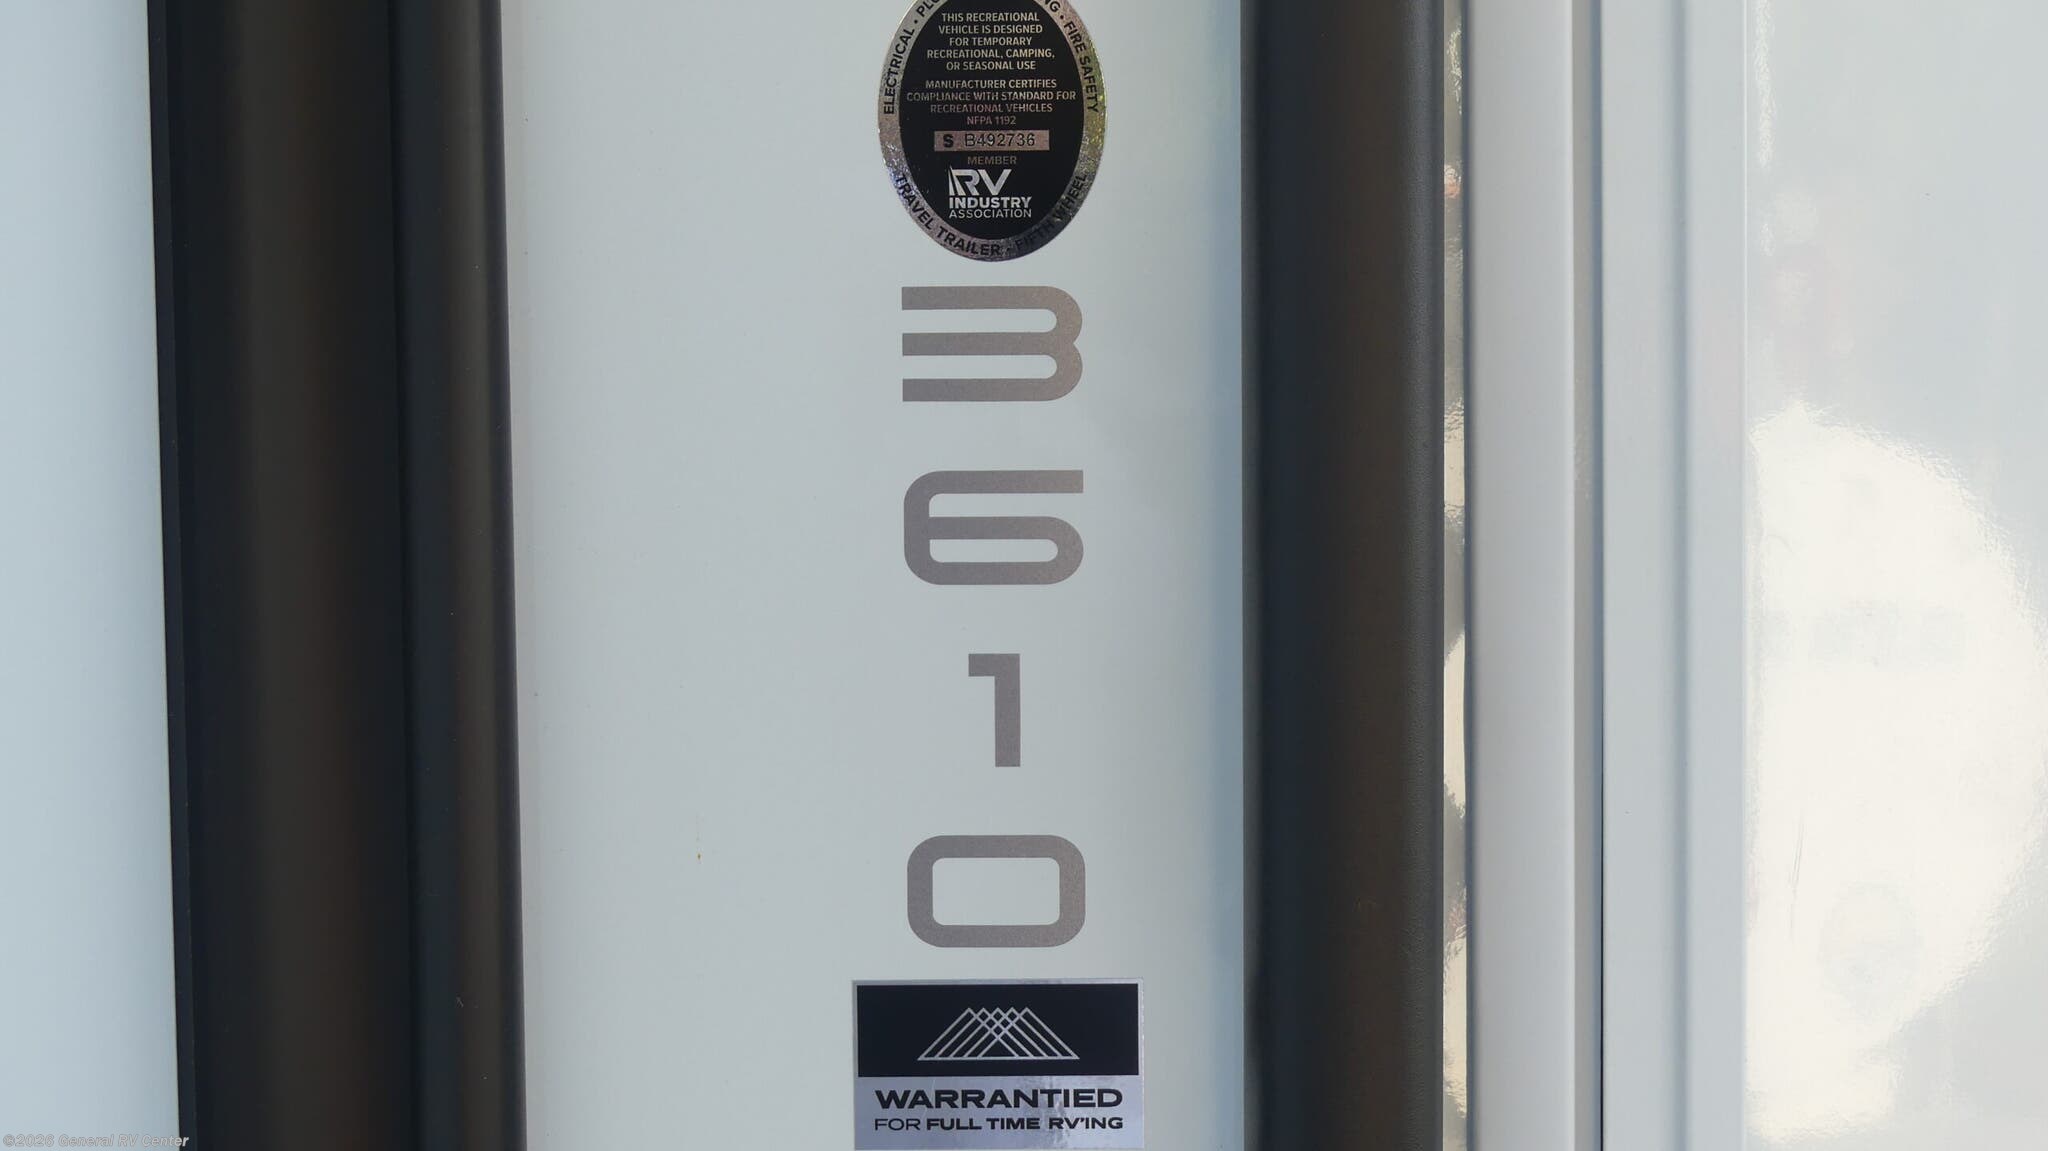 ELECTRICAL •
• FIRE SAFETY
THIS RECREATIONAL
VEHICLE IS DESIGNED
FOR TEMPORARY
RECREATIONAL, CAMPING,
OR SEASONAL USE
MANUFACTURER CERTIFIES
COMPLIANCE WITH STANDARD FOR
RECREATIONAL VEHICLES
NFPA 1192
S B492736
MEMBER
RV
INDUSTRY
ASSOCIATION
TRAVEL TRAILER - FIFTH WHEEL
3
6
1
0
WARRANTIED
FOR FULL TIME RV'ING
©2026 General RV Center